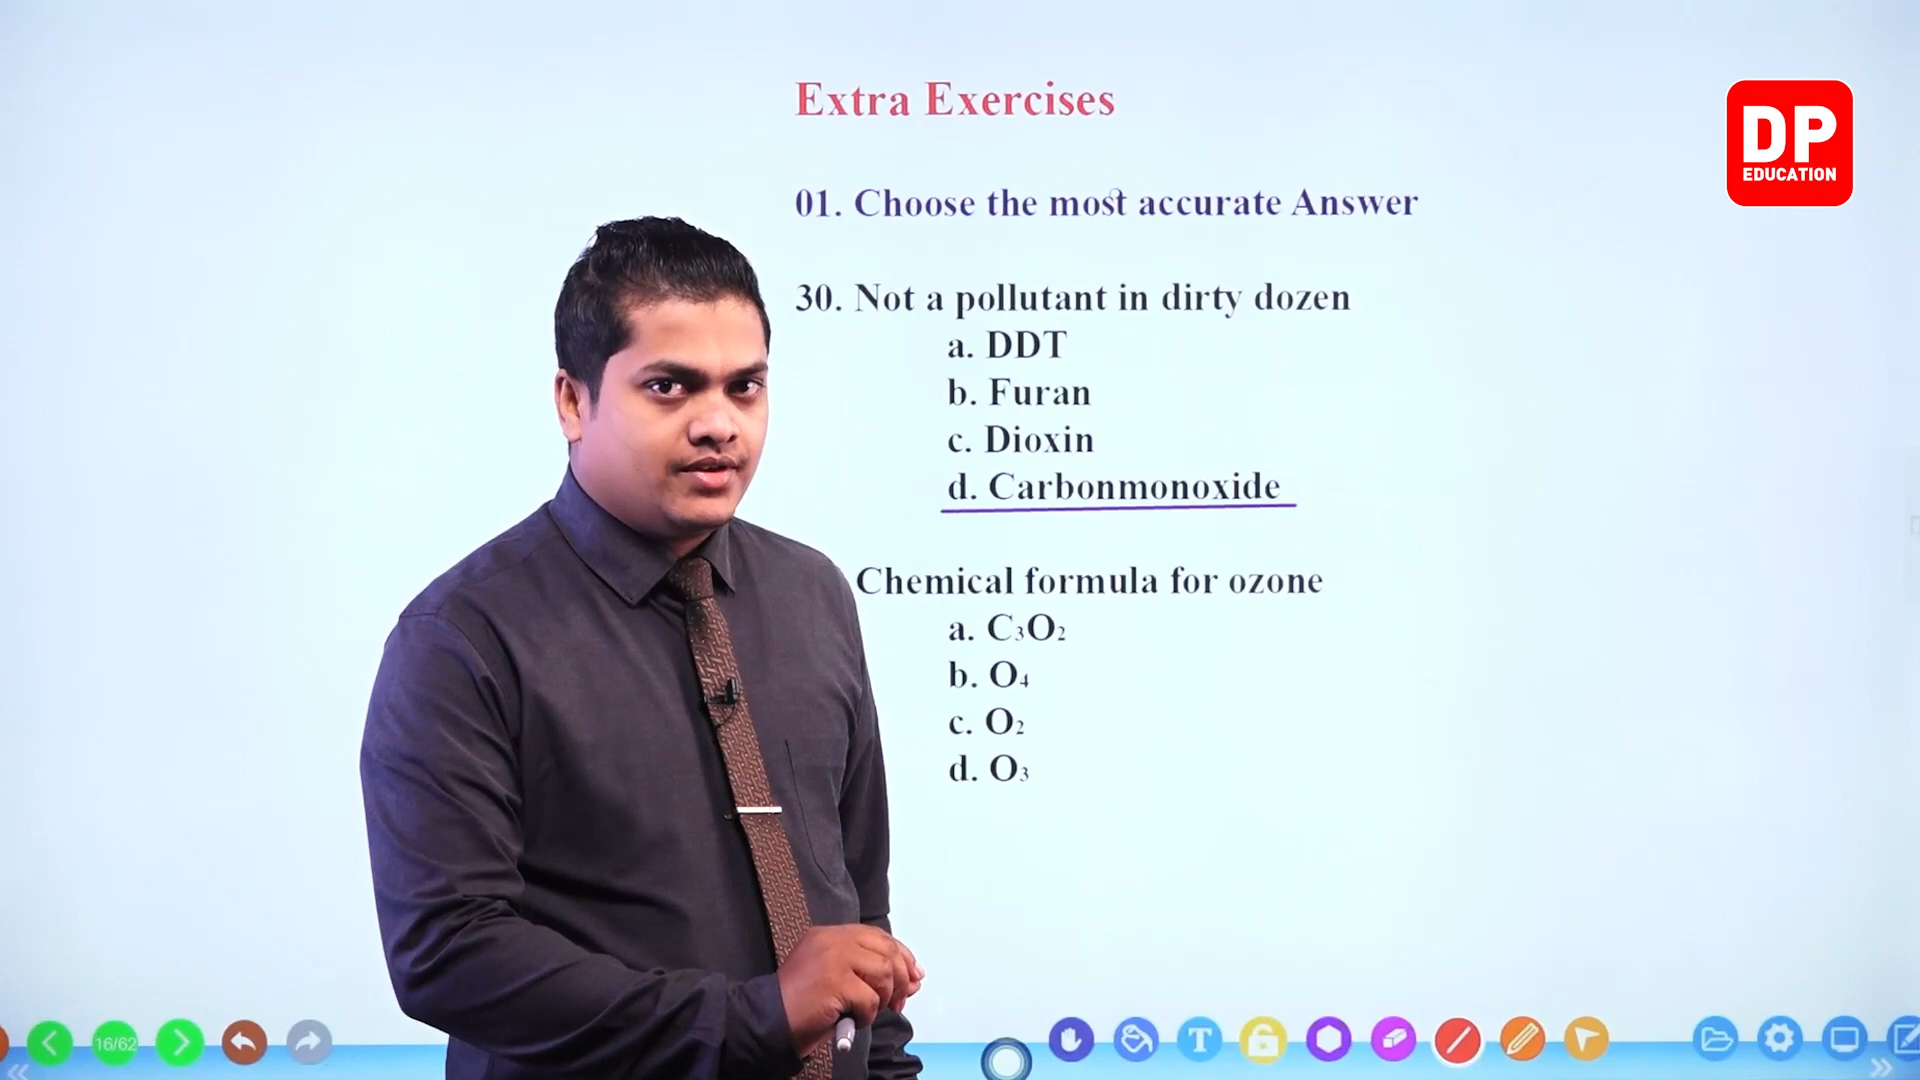 Extra Exercises
DP
EDUCATION
01. Choose the most accurate Answer
30. Not a pollutant in dirty dozen
a. DDT
b. Furan
c. Dioxin
d. Carbonmonoxide
Chemical formula for ozone
a. C₃O₂
b. O₄
c. O₂
d. O₃
16/62
T